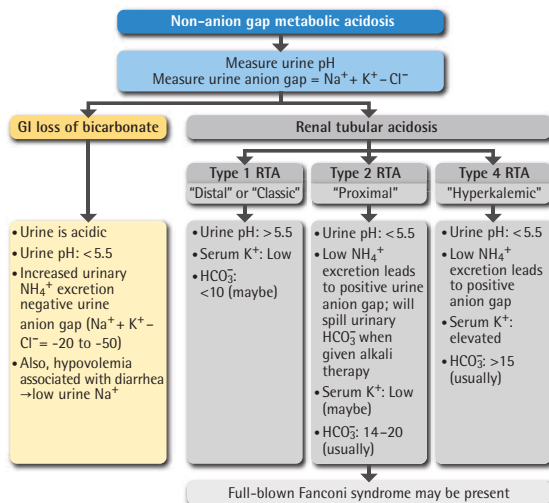 Non-anion gap metabolic acidosis
Measure urine pH
Measure urine anion gap = Na⁺ + K⁺ – Cl⁻
GI loss of bicarbonate
Renal tubular acidosis
Type 1 RTA
"Distal" or "Classic"
Type 2 RTA
"Proximal"
Type 4 RTA
"Hyperkalemic"
• Urine is acidic
• Urine pH: <5.5
• Increased urinary
NH₄⁺ excretion
negative urine
anion gap (Na⁺ + K⁺ –
Cl⁻= -20 to -50)
• Also, hypovolemia
associated with diarrhea
→low urine Na⁺
• Urine pH: >5.5
• Serum K⁺: Low
• HCO₃⁻:
<10 (maybe)
• Urine pH: <5.5
• Low NH₄⁺
excretion leads
to positive urine
anion gap; will
spill urinary
HCO₃⁻ when
given alkali
therapy
• Serum K⁺: Low
(maybe)
• HCO₃⁻: 14–20
(usually)
• Urine pH: <5.5
• Low NH₄⁺
excretion leads
to positive
anion gap
• Serum K⁺:
elevated
• HCO₃⁻: >15
(usually)
Full-blown Fanconi syndrome may be present